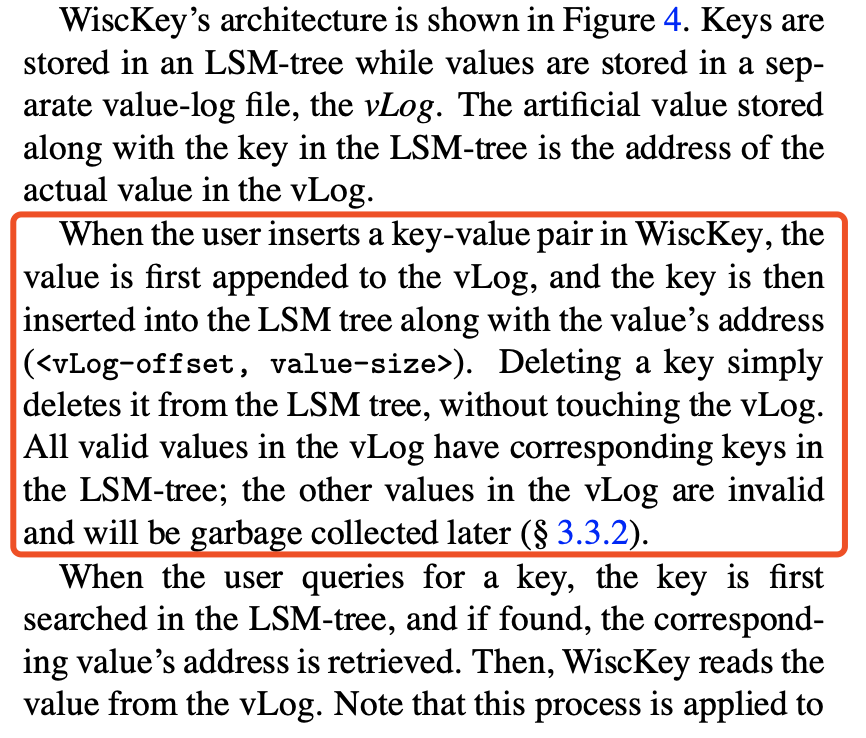 WiscKey’s architecture is shown in Figure 4. Keys are
stored in an LSM-tree while values are stored in a sep-
arate value-log file, the vLog. The artificial value stored
along with the key in the LSM-tree is the address of the
actual value in the vLog.
When the user inserts a key-value pair in WiscKey, the
value is first appended to the vLog, and the key is then
inserted into the LSM tree along with the value’s address
(<vLog-offset, value-size>). Deleting a key simply
deletes it from the LSM tree, without touching the vLog.
All valid values in the vLog have corresponding keys in
the LSM-tree; the other values in the vLog are invalid
and will be garbage collected later (§ 3.3.2).
When the user queries for a key, the key is first
searched in the LSM-tree, and if found, the correspond-
ing value’s address is retrieved. Then, WiscKey reads the
value from the vLog. Note that this process is applied to